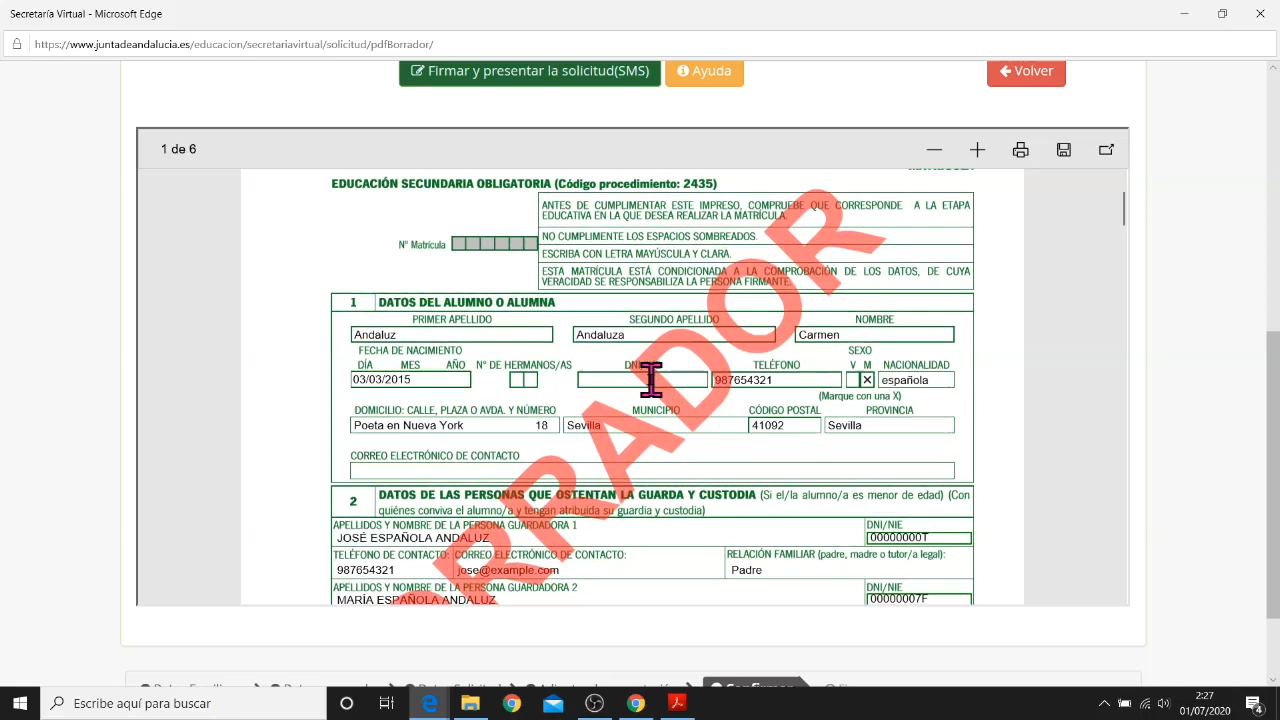 Secretaría Virtual - Microsoft Edge
https://www.juntadeandalucia.es/educacion/secretariavirtual/solicitud/pdfBorrador/
Firmar y presentar la solicitud(SMS)
Ayuda
Volver
1 de 6
EDUCACIÓN SECUNDARIA OBLIGATORIA (Código procedimiento: 2435)
ANTES DE CUMPLIMENTAR ESTE IMPRESO, COMPRUEBE QUE CORRESPONDE A LA ETAPA
EDUCATIVA EN LA QUE DESEA REALIZAR LA MATRÍCULA.
NO CUMPLIMENTE LOS ESPACIOS SOMBREADOS.
Nº Matrícula
ESCRIBA CON LETRA MAYÚSCULA Y CLARA.
ESTA MATRÍCULA ESTÁ CONDICIONADA A LA COMPROBACIÓN DE LOS DATOS, DE CUYA
VERACIDAD SE RESPONSABILIZA LA PERSONA FIRMANTE.
1 DATOS DEL ALUMNO O ALUMNA
PRIMER APELLIDO SEGUNDO APELLIDO NOMBRE
Andaluz Andaluza Carmen
FECHA DE NACIMIENTO SEXO
DÍA MES AÑO Nº DE HERMANOS/AS DNI TELÉFONO V M NACIONALIDAD
03/03/2015 987654321 X española
(Marque con una X)
DOMICILIO: CALLE, PLAZA O AVDA. Y NÚMERO MUNICIPIO CÓDIGO POSTAL PROVINCIA
Poeta en Nueva York 18 Sevilla 41092 Sevilla
CORREO ELECTRÓNICO DE CONTACTO
2 DATOS DE LAS PERSONAS QUE OSTENTAN LA GUARDA Y CUSTODIA (Si el/la alumno/a es menor de edad) (Con
quiénes conviva el alumno/a y tengan atribuida su guardia y custodia)
APELLIDOS Y NOMBRE DE LA PERSONA GUARDADORA 1 DNI/NIE
JOSÉ ESPAÑOLA ANDALUZ 00000000T
TELÉFONO DE CONTACTO: CORREO ELECTRÓNICO DE CONTACTO: RELACIÓN FAMILIAR (padre, madre o tutor/a legal):
987654321 jose@example.com Padre
APELLIDOS Y NOMBRE DE LA PERSONA GUARDADORA 2 DNI/NIE
MARÍA ESPAÑOLA ANDALUZ 00000007F
RRADOR
Confirmar
Escribe aquí para buscar
2:27
01/07/2020
4